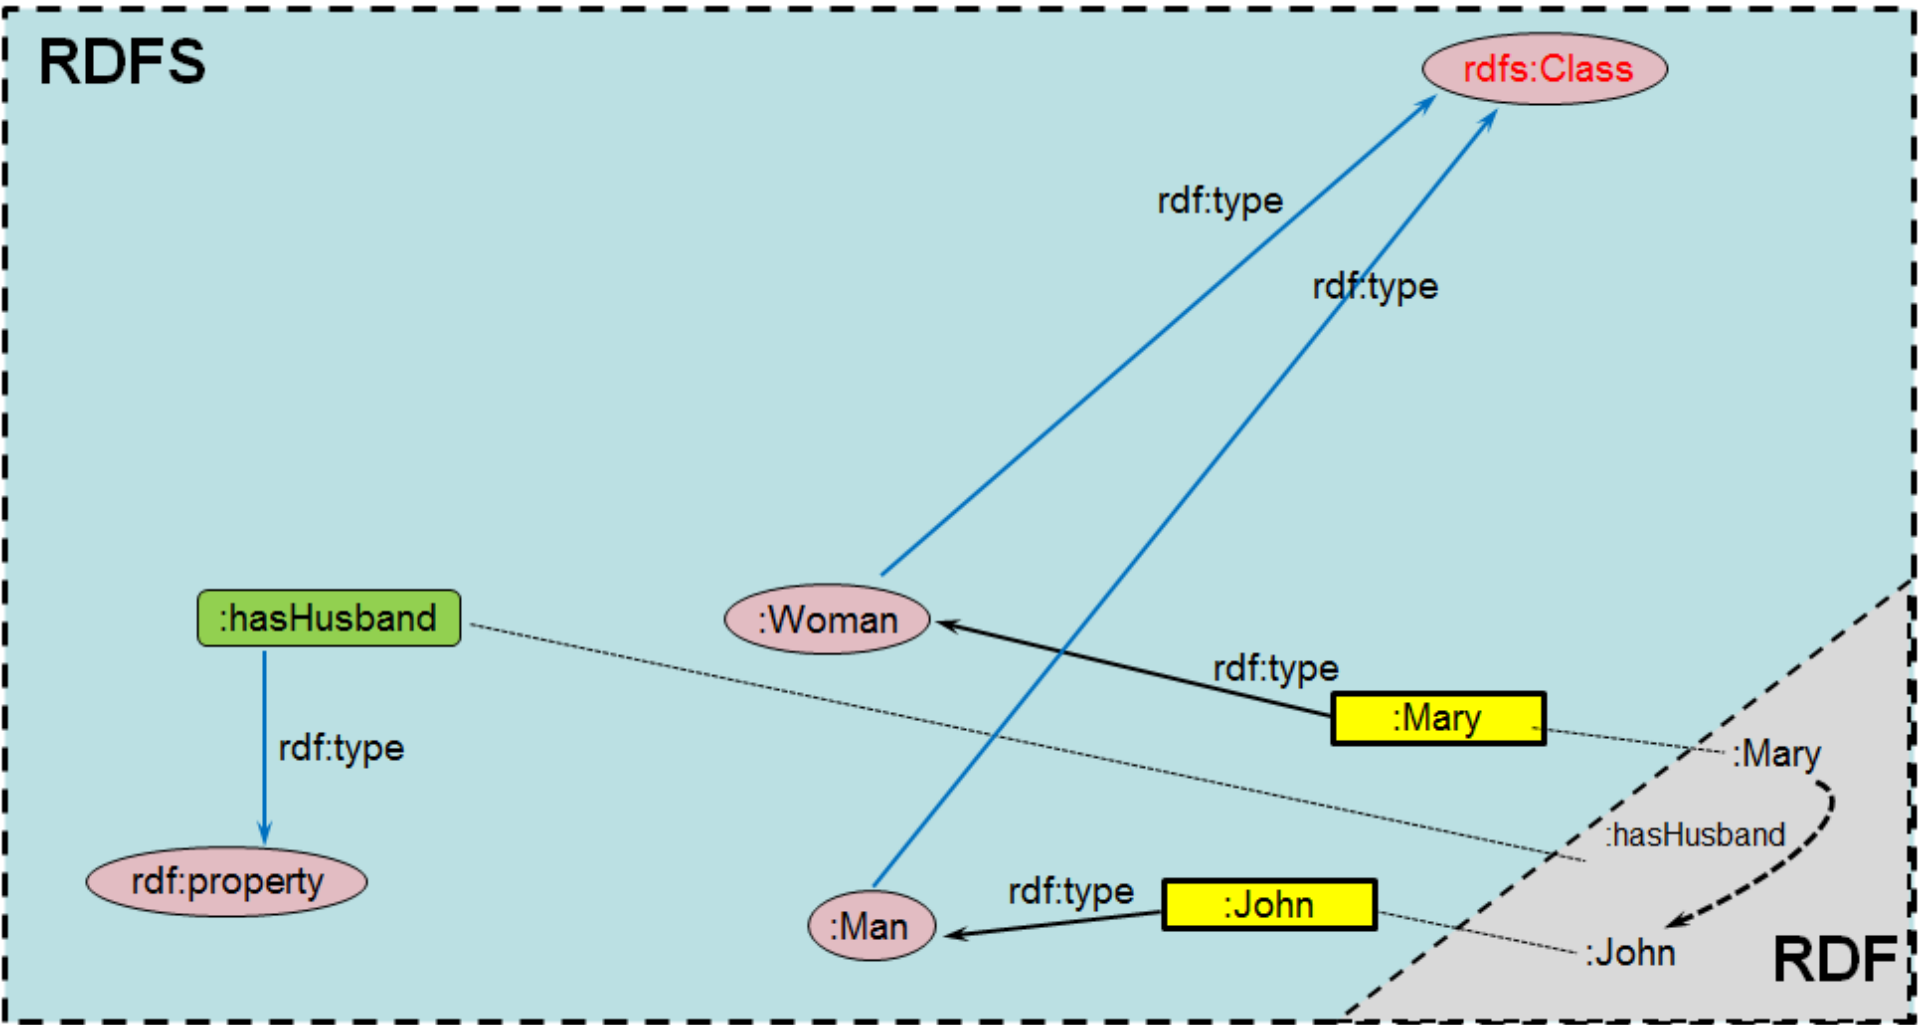 RDFS
rdfs:Class
rdf:type
rdf:type
:hasHusband
:Woman
rdf:type
:Mary
rdf:type
:Mary
:hasHusband
rdf:property
rdf:type
:John
:Man
:John
RDF